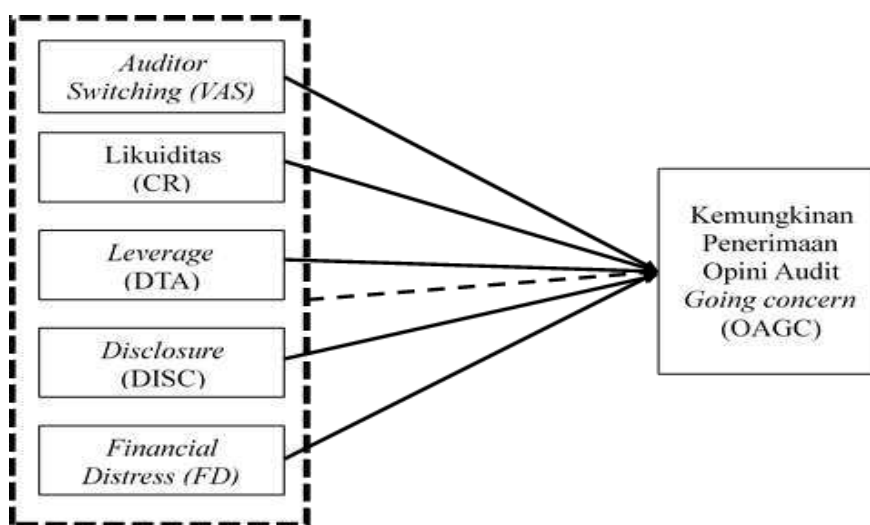 Auditor
Switching (VAS)
Likuiditas
(CR)
Leverage
(DTA)
Disclosure
(DISC)
Financial
Distress (FD)
Kemungkinan
Penerimaan
Opini Audit
Going concern
(OAGC)